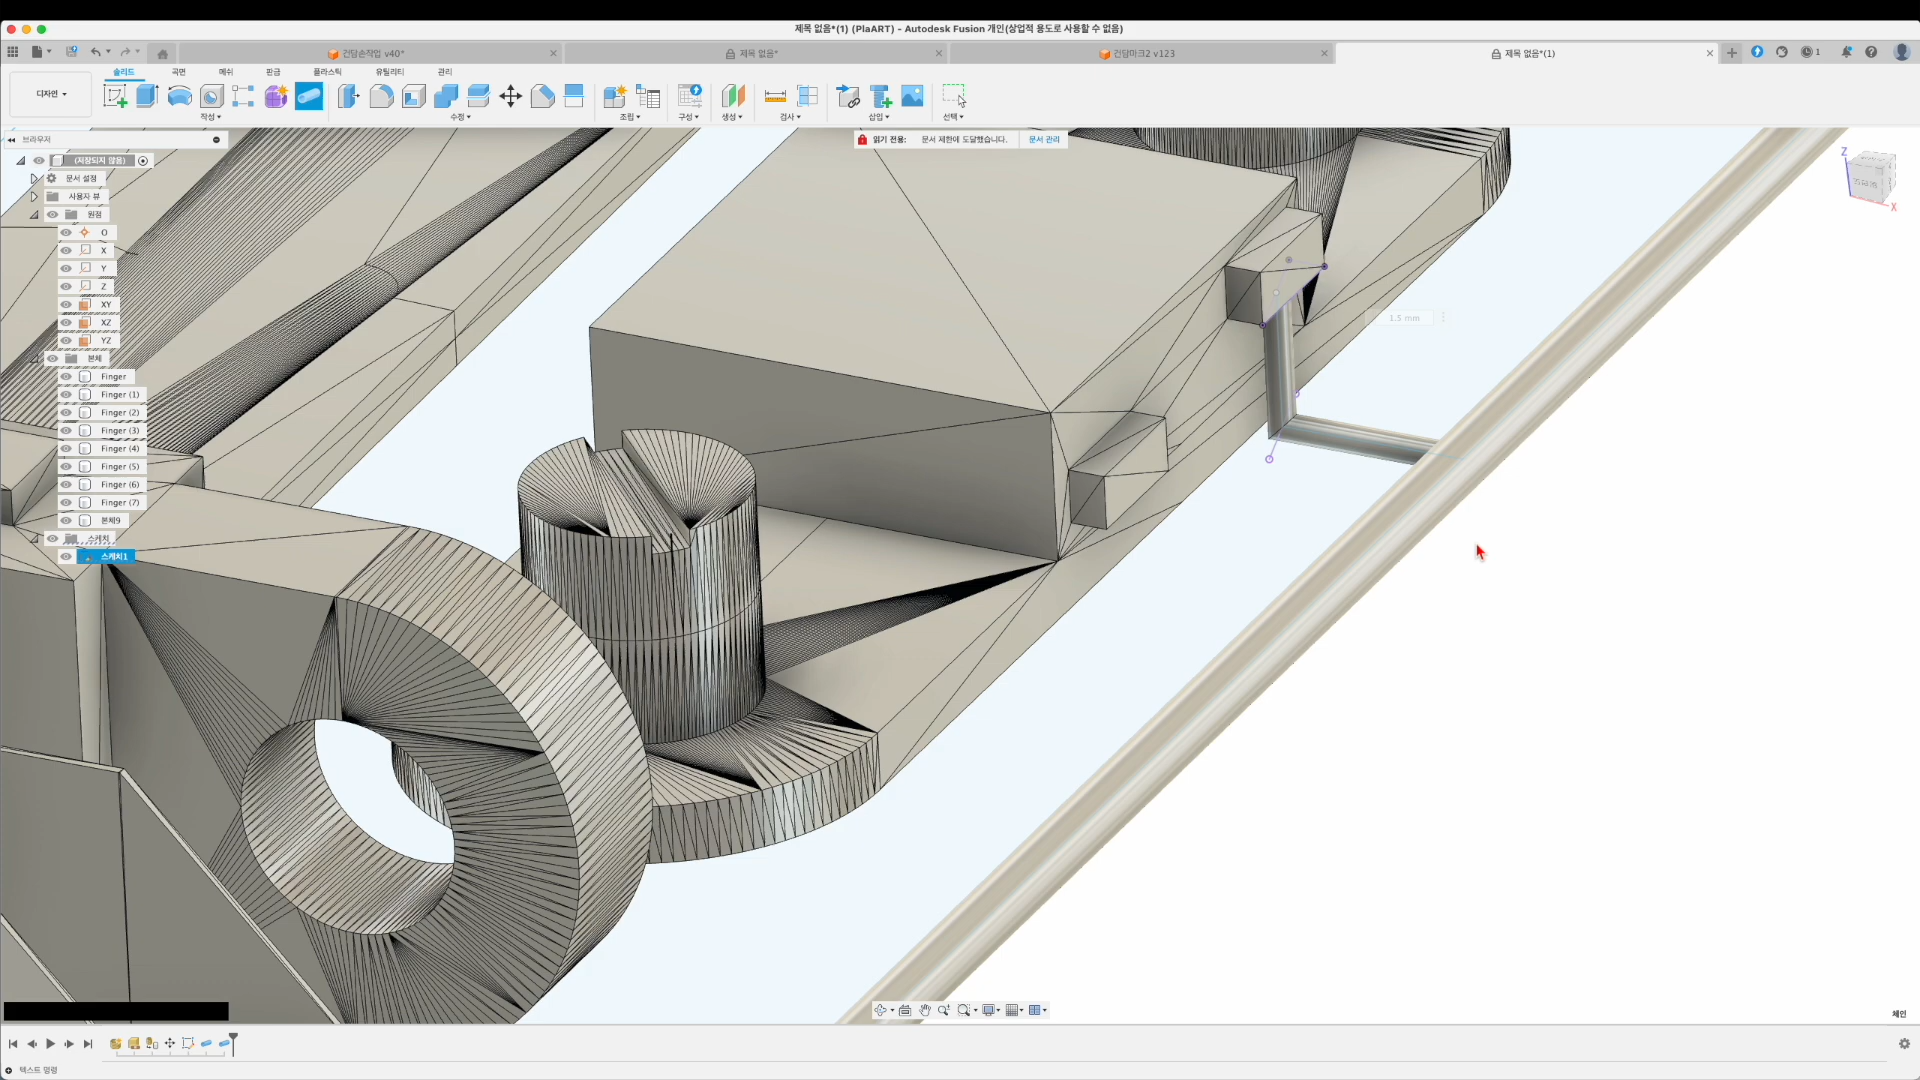 제목 없음*(1) (PlaART) - Autodesk Fusion 개인(상업적 용도로 사용할 수 없음)
건담손작업 v40*
제목 없음*
건담마크2 v123
제목 없음*(1)
1
솔리드
곡면
메쉬
판금
플라스틱
유틸리티
관리
디자인
작성
수정
조립
구성
생성
검사
삽입
선택
브라우저
읽기 전용:
문서 제한에 도달했습니다.
문서 관리
(저장되지 않음)
문서 설정
사용자 뷰
원점
O
X
Y
Z
XY
XZ
YZ
본체
Finger
Finger (1)
Finger (2)
Finger (3)
Finger (4)
Finger (5)
Finger (6)
Finger (7)
본체9
스케치
스케치1
1.5 mm
Z
X
체인
텍스트 명령